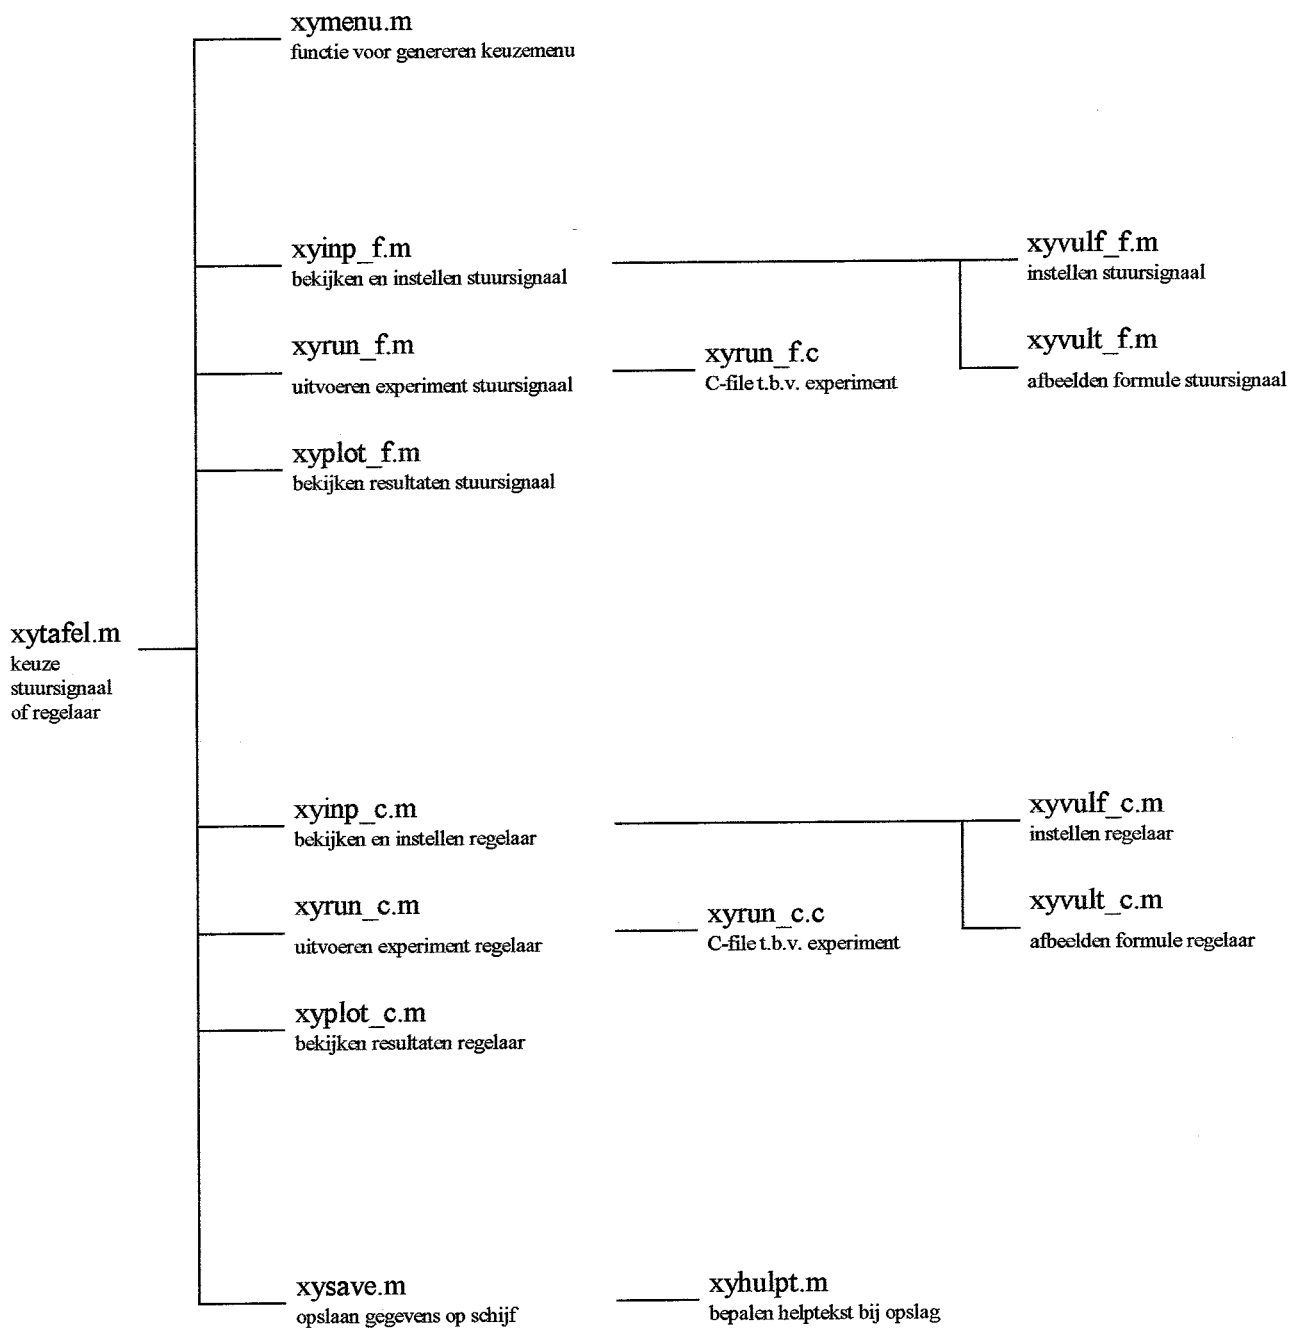 xymenu.m
functie voor genereren keuzemenu
xyinp_f.m
bekijken en instellen stuursignaal
xyvulf_f.m
instellen stuursignaal
xyrun_f.m
uitvoeren experiment stuursignaal
xyrun_f.c
C-file t.b.v. experiment
xyvult_f.m
afbeelden formule stuursignaal
xyplot_f.m
bekijken resultaten stuursignaal
xytafel.m
keuze
stuursignaal
of regelaar
xyinp_c.m
bekijken en instellen regelaar
xyvulf_c.m
instellen regelaar
xyrun_c.m
uitvoeren experiment regelaar
xyrun_c.c
C-file t.b.v. experiment
xyvult_c.m
afbeelden formule regelaar
xyplot_c.m
bekijken resultaten regelaar
xysave.m
opslaan gegevens op schijf
xyhulpt.m
bepalen helptekst bij opslag